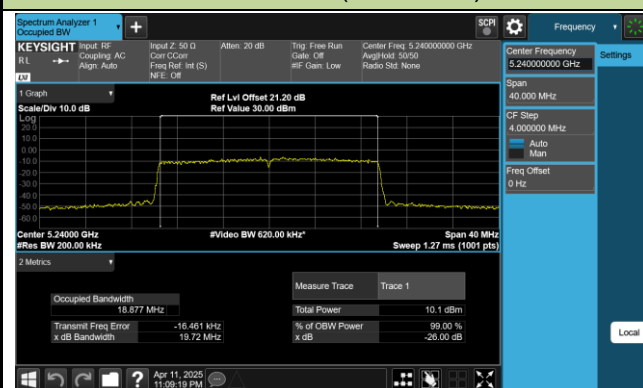 Spectrum Analyzer 1
Occupied BW
SCPI
Frequency
KEYSIGHT
RL
LXI
Input: RF
Coupling: AC
Align: Auto
Input Z: 50 Ω
Corr CCorr
Freq Ref: Int (S)
NFE: Off
Atten: 20 dB
Trig: Free Run
Gate: Off
#IF Gain: Low
Center Freq: 5.240000000 GHz
Avg|Hold: 50/50
Radio Std: None
Center Frequency
5.240000000 GHz
Settings
Span
40.000 MHz
CF Step
4.000000 MHz
Auto
Man
Freq Offset
0 Hz
1 Graph
Scale/Div 10.0 dB
Ref Lvl Offset 21.20 dB
Ref Value 30.00 dBm
Log
20.0
10.0
0.00
-10.0
-20.0
-30.0
-40.0
-50.0
-60.0
Center 5.24000 GHz
#Res BW 200.00 kHz
#Video BW 620.00 kHz*
Span 40 MHz
Sweep 1.27 ms (1001 pts)
2 Metrics
Measure Trace
Trace 1
Occupied Bandwidth
18.877 MHz
Total Power
10.1 dBm
Transmit Freq Error
-16.461 kHz
% of OBW Power
99.00 %
x dB Bandwidth
19.72 MHz
x dB
-26.00 dB
Local
?
Apr 11, 2025
11:09:19 PM